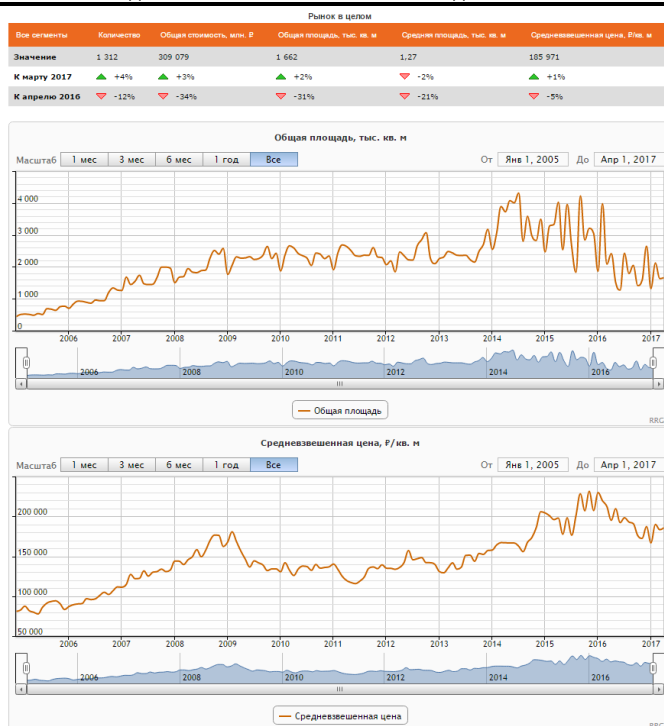 Рынок в целом
Все сегменты Количество Общая стоимость, млн. ₽ Общая площадь, тыс. кв. м Средняя площадь, тыс. кв. м Средневзвешенная цена, ₽/кв. м
Значение 1 312 309 079 1 662 1,27 185 971
К марту 2017 +4% +3% +2% -2% +1%
К апрелю 2016 -12% -34% -31% -21% -5%
Общая площадь, тыс. кв. м
Масштаб 1 мес 3 мес 6 мес 1 год Все От Янв 1, 2005 До Апр 1, 2017
4 000
3 000
2 000
1 000
0
2006 2007 2008 2009 2010 2011 2012 2013 2014 2015 2016 2017
2006 2008 2010 2012 2014 2016
Общая площадь
RRG
Средневзвешенная цена, ₽/кв. м
Масштаб 1 мес 3 мес 6 мес 1 год Все От Янв 1, 2005 До Апр 1, 2017
200 000
150 000
100 000
50 000
2006 2007 2008 2009 2010 2011 2012 2013 2014 2015 2016 2017
2006 2008 2010 2012 2014 2016
Средневзвешенная цена